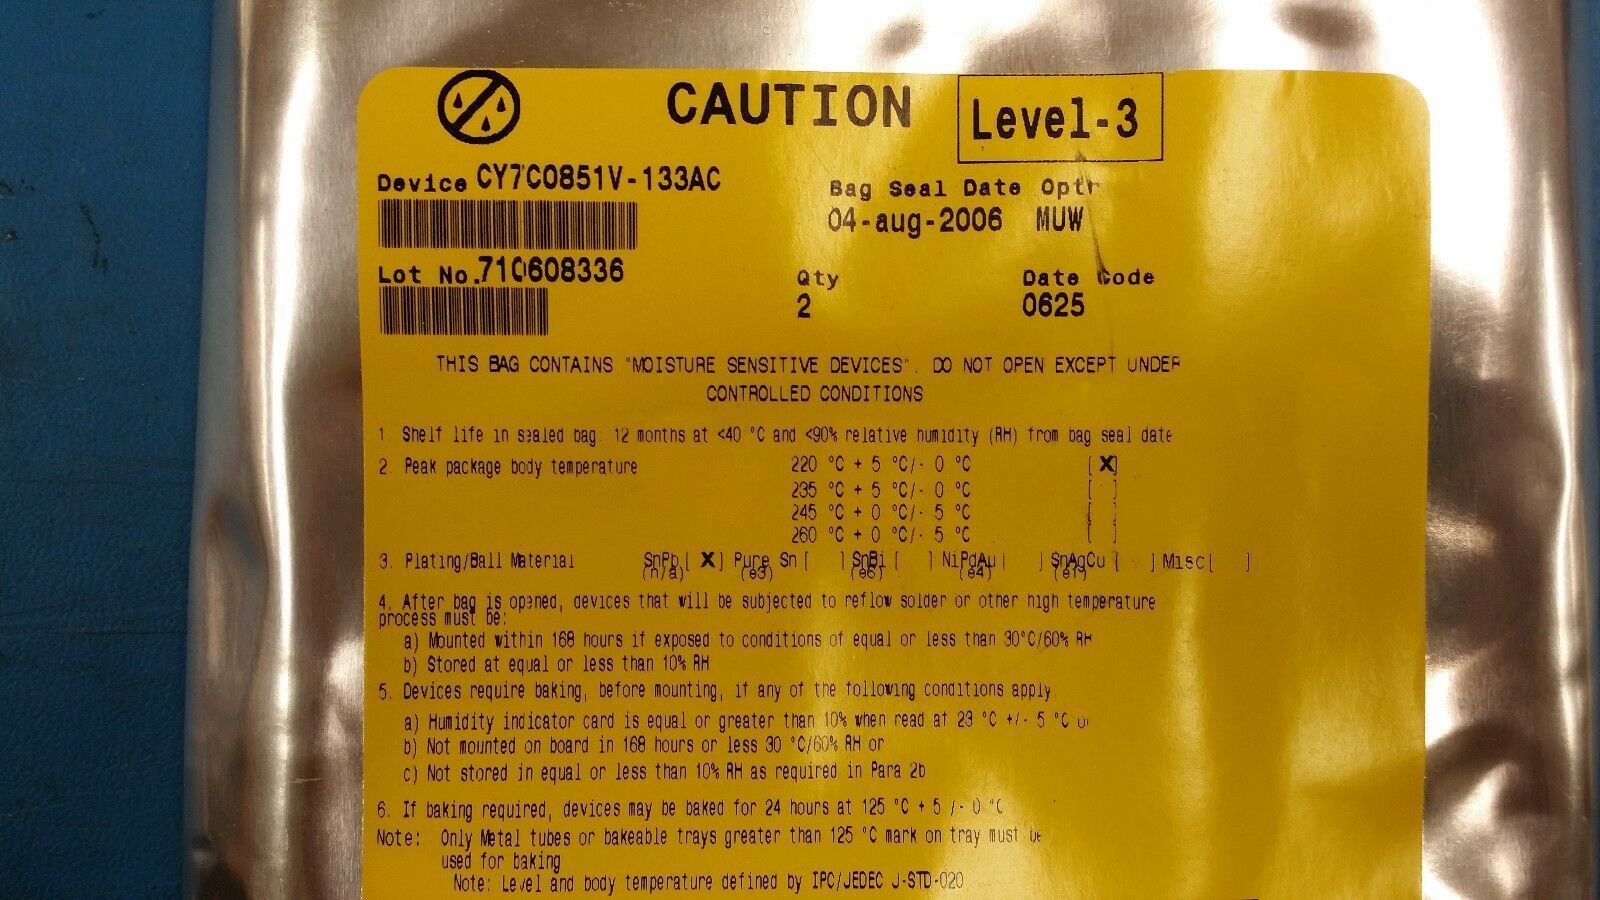 CAUTION Level-3
Device CY7C0851V-133AC
Bag Seal Date Optr
04-aug-2006 MUW
Lot No. 710608336
Qty Date Code
2 0625
THIS BAG CONTAINS "MOISTURE SENSITIVE DEVICES". DO NOT OPEN EXCEPT UNDER
CONTROLLED CONDITIONS
1. Shelf life in sealed bag: 12 months at <40 °C and <90% relative humidity (RH) from bag seal date
2. Peak package body temperature 220 °C + 5 °C/- 0 °C [ X]
235 °C + 5 °C/- 0 °C [ ]
245 °C + 0 °C/- 5 °C [ ]
260 °C + 0 °C/- 5 °C [ ]
3. Plating/Ball Material SnPb [ X ] Pure Sn [ ] SnBi [ ] NiPdAu [ ] SnAgCu [ ] Misc [ ]
(n/a) (e3) (e6) (e4) (e1)
4. After bag is opened, devices that will be subjected to reflow solder or other high temperature
process must be:
a) Mounted within 168 hours if exposed to conditions of equal or less than 30°C/60% RH
b) Stored at equal or less than 10% RH
5. Devices require baking, before mounting, if any of the following conditions apply
a) Humidity indicator card is equal or greater than 10% when read at 23 °C +/- 5 °C or
b) Not mounted on board in 168 hours or less 30 °C/60% RH or
c) Not stored in equal or less than 10% RH as required in Para 2b
6. If baking required, devices may be baked for 24 hours at 125 °C + 5 /- 0 °C
Note: Only Metal tubes or bakeable trays greater than 125 °C mark on tray must be
used for baking
Note: Level and body temperature defined by IPC/JEDEC J-STD-020